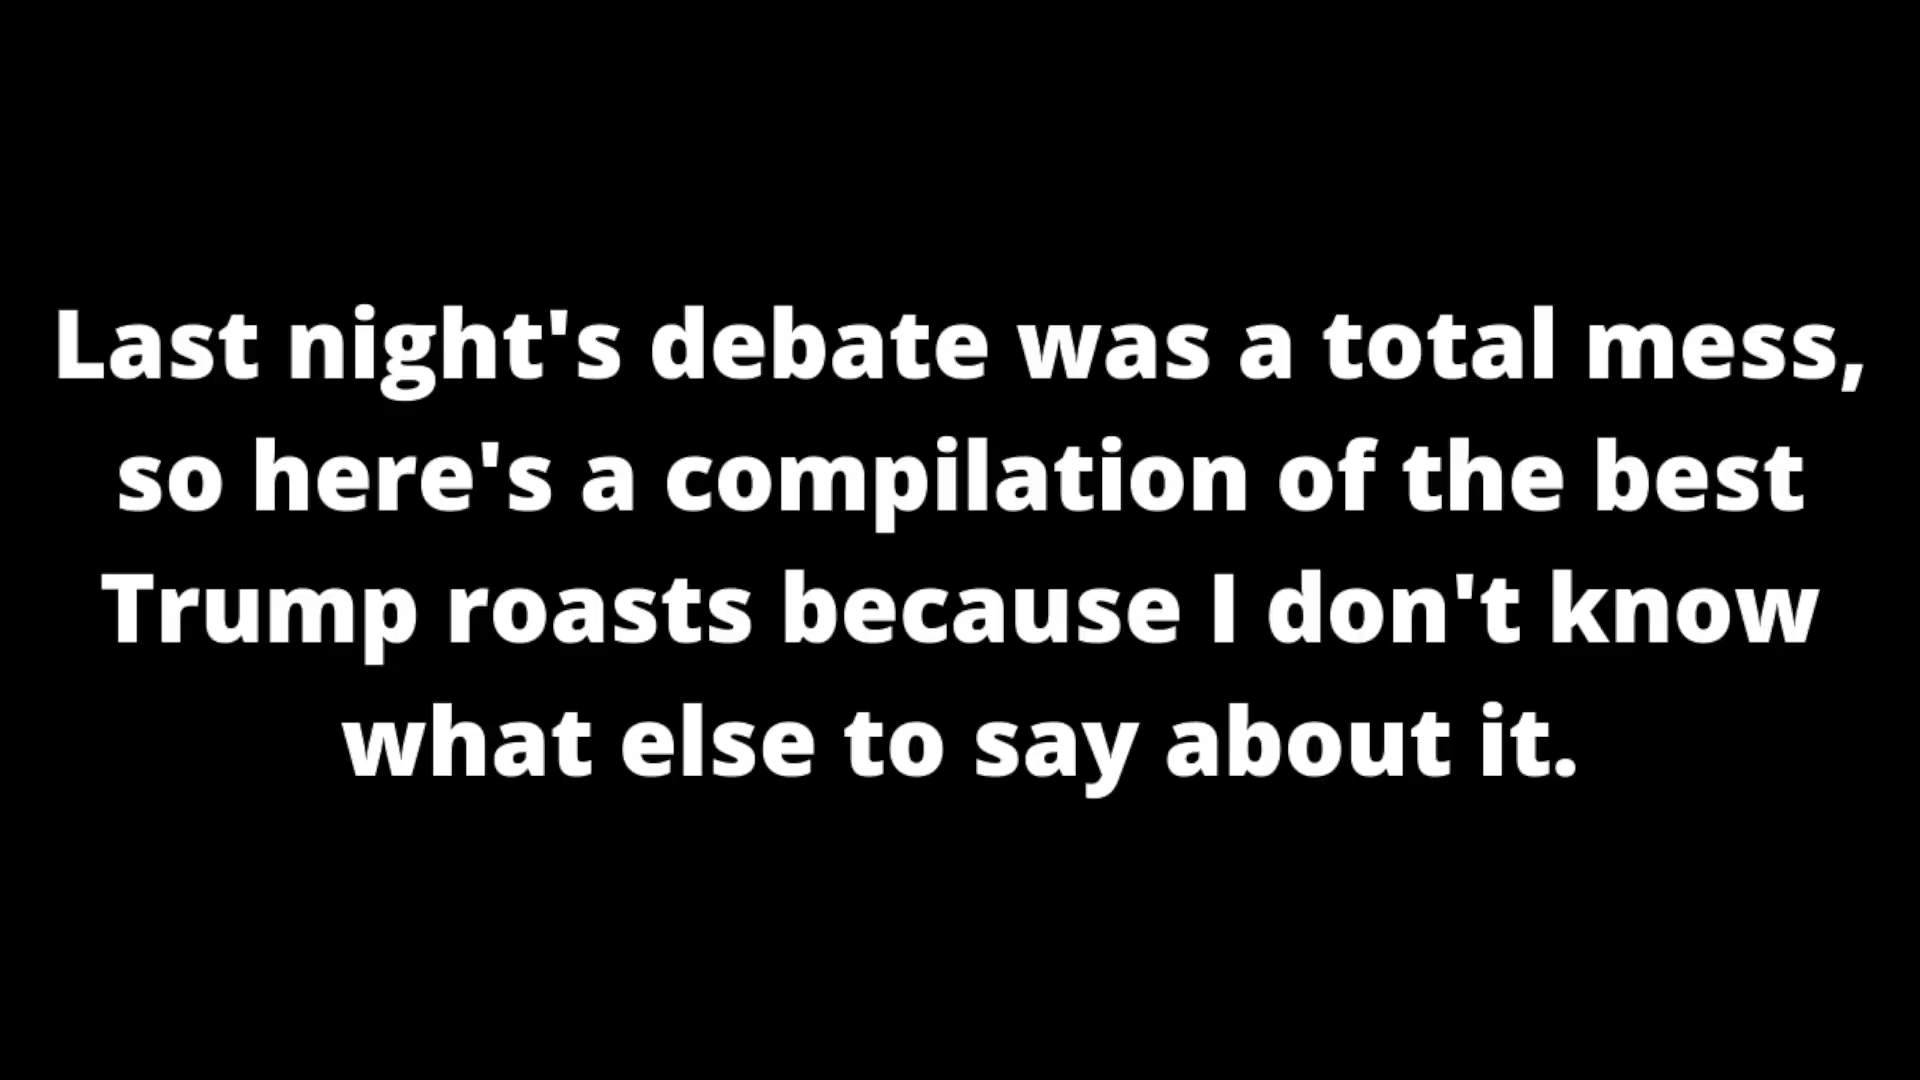 Last night's debate was a total mess,
so here's a compilation of the best
Trump roasts because I don't know
what else to say about it.